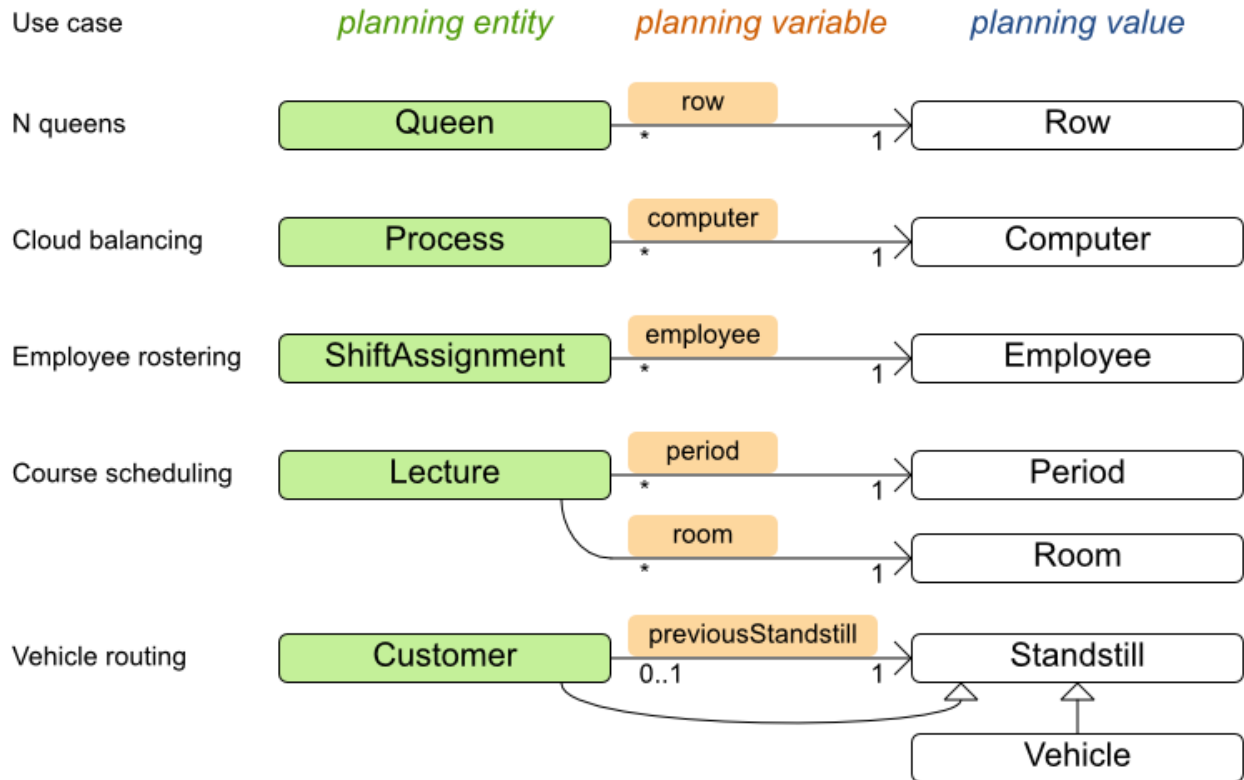 Use case planning entity planning variable planning value
N queens Queen row Row
* 1
Cloud balancing Process computer Computer
* 1
Employee rostering ShiftAssignment employee Employee
* 1
Course scheduling Lecture period Period
* 1
room Room
* 1
Vehicle routing Customer previousStandstill Standstill
0..1 1
Vehicle